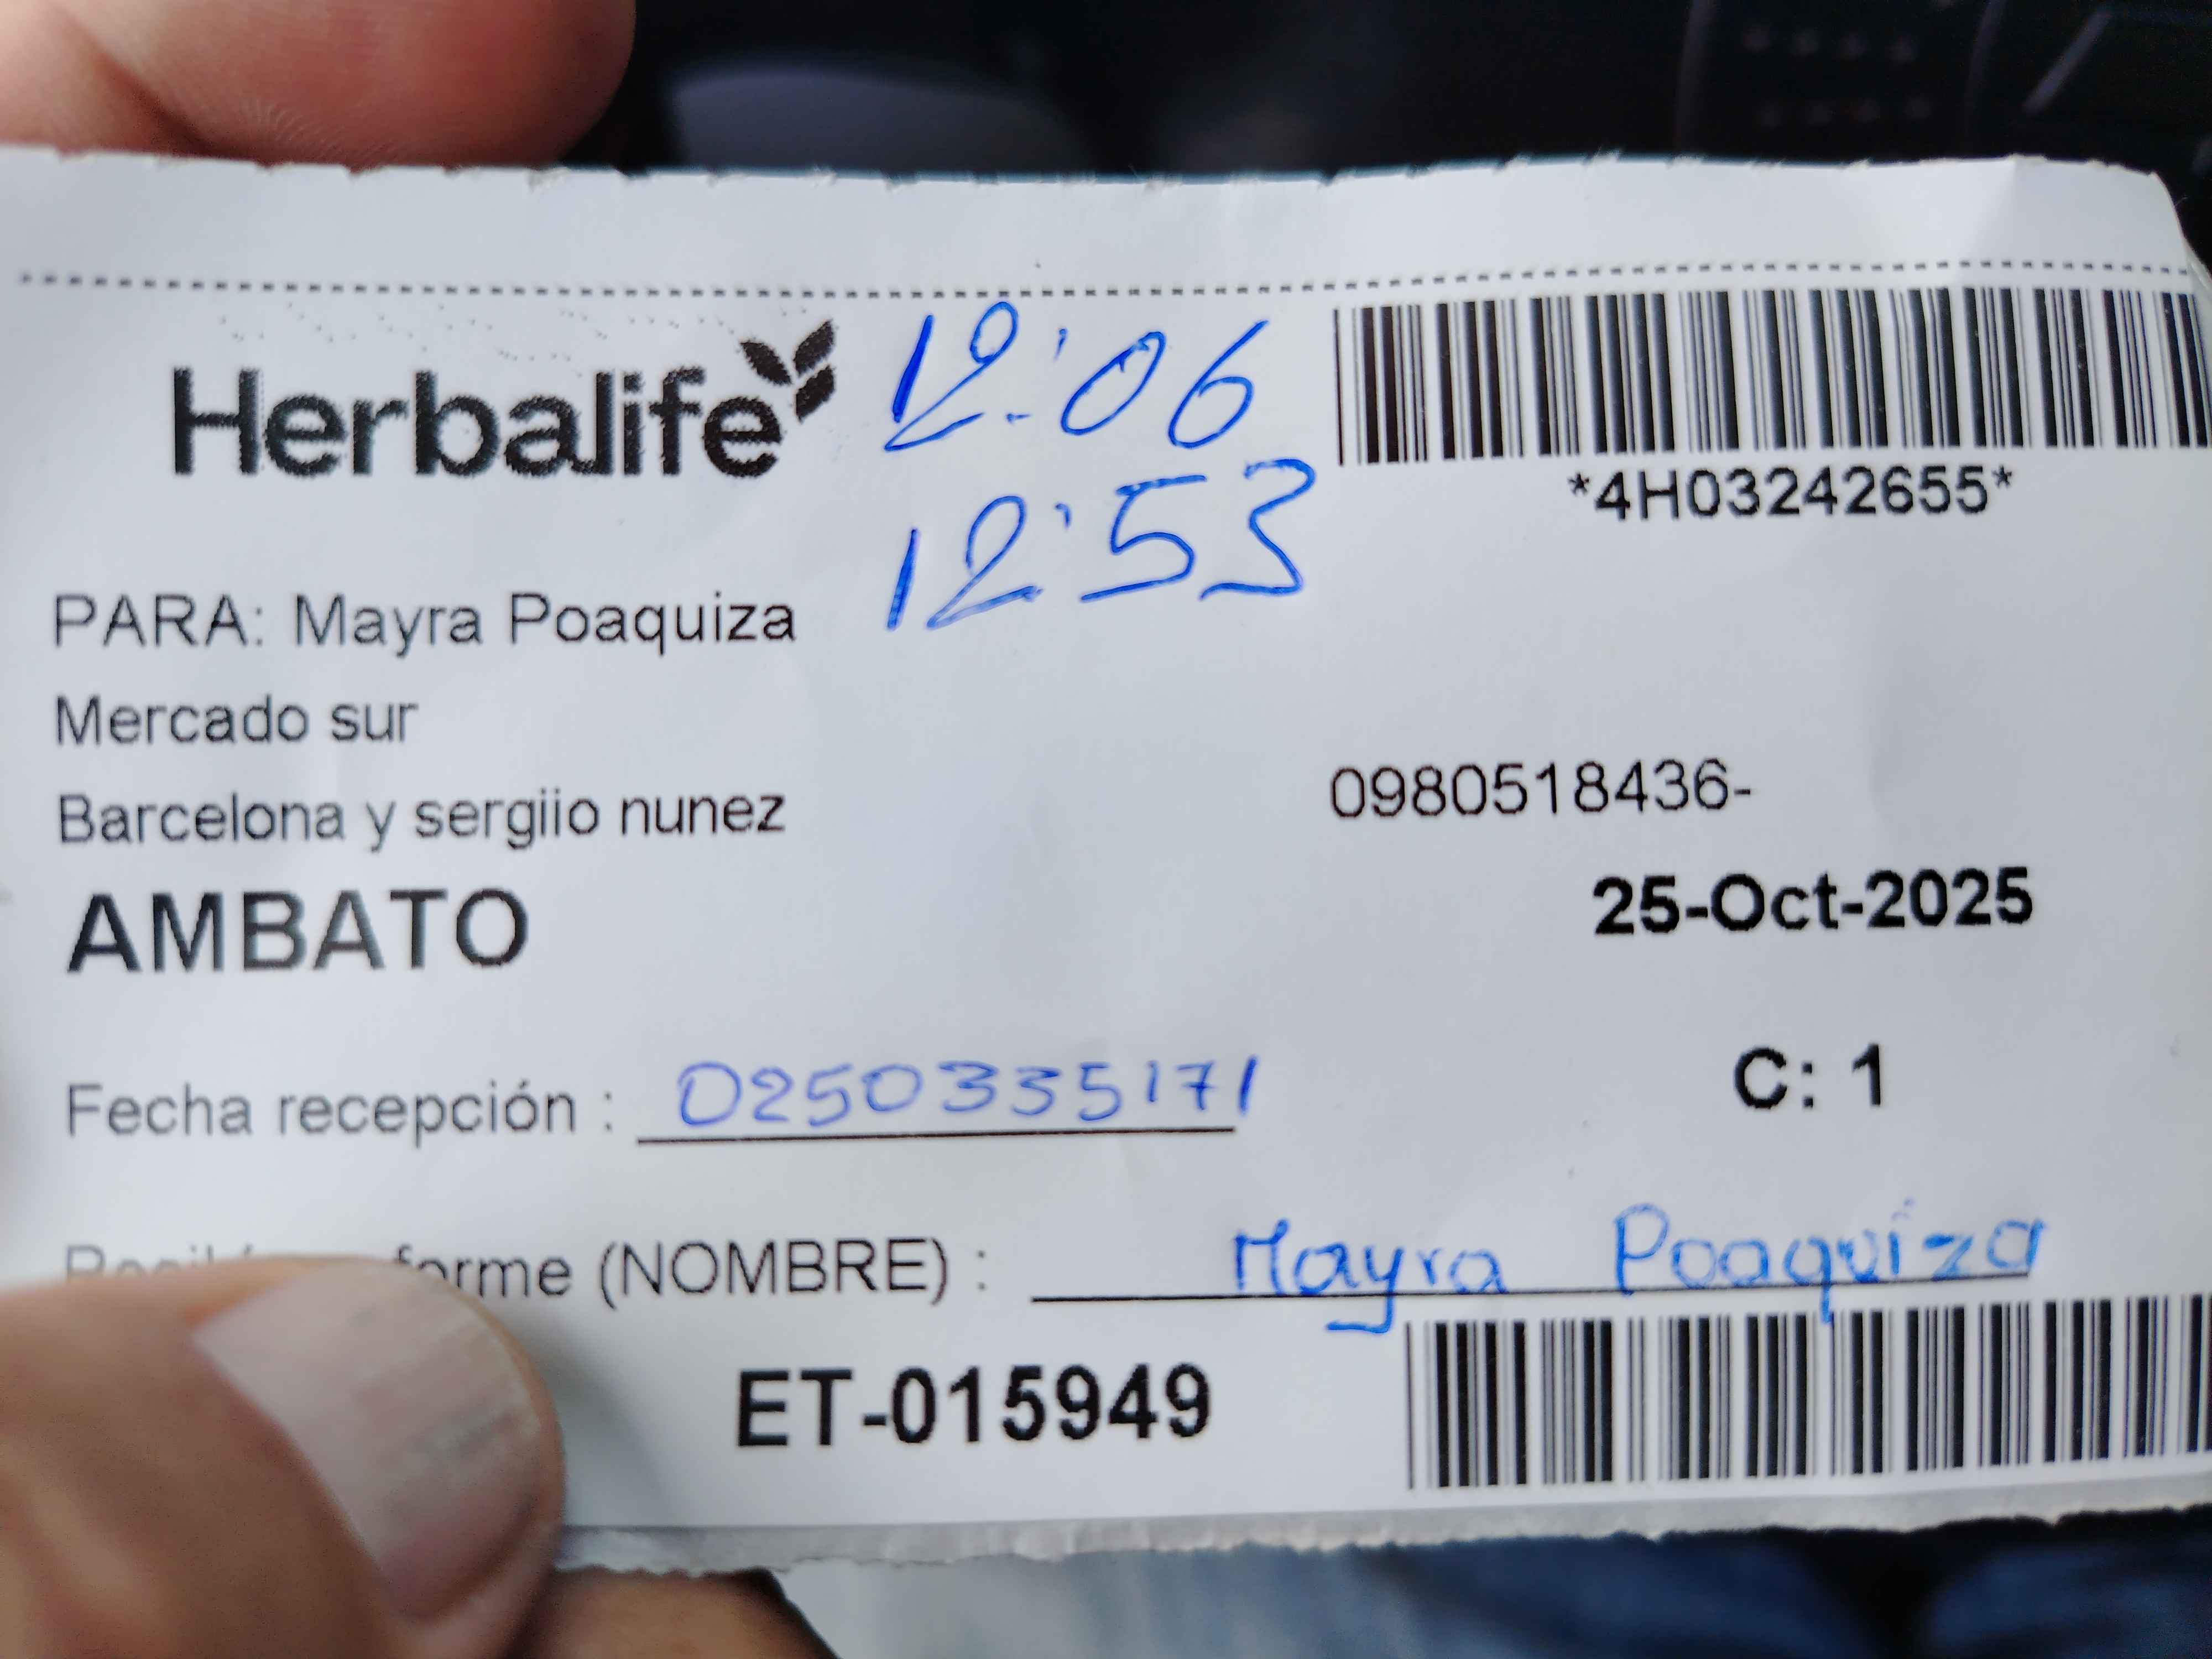 Herbalife
12:06
12:53
*4H03242655*
PARA: Mayra Poaquiza
Mercado sur
Barcelona y sergiio nunez
0980518436-
AMBATO
25-Oct-2025
Fecha recepción : 0250335171
C: 1
(NOMBRE) : Mayra Poaquiza
ET-015949